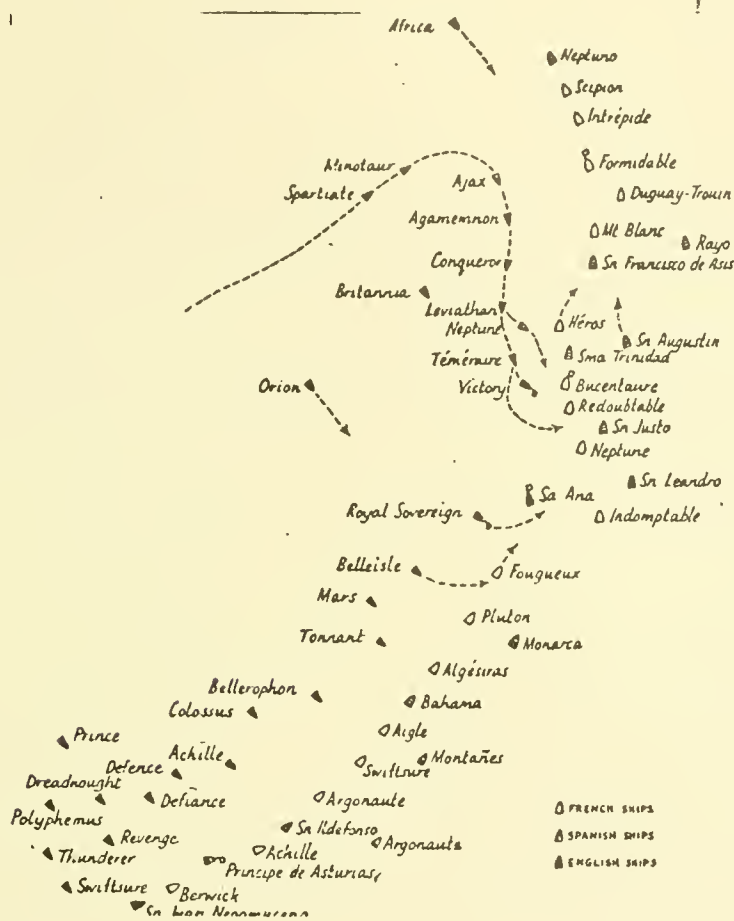 Africa
Neptuno
Scipion
Intrépide
Formidable
Minotaur
Spartiate
Ajax
Duguay-Trouin
Agamemnon
Mt Blanc
Rayo
Conqueror
Sn Francisco de Asis
Britannia
Leviathan
Neptune
Héros
Sn Augustin
Téméraire
Sma Trinidad
Orion
Victory
Bucentaure
Redoubtable
Sn Justo
Neptune
Sn Leandro
Sa Ana
Royal Sovereign
Indomptable
Belleisle
Fougueux
Mars
Pluton
Tonnant
Monarca
Algésiras
Bellerophon
Bahama
Colossus
Aigle
Prince
Achille
Montañes
Defence
Swiftsure
Dreadnought
Defiance
Argonaute
FRENCH SHIPS
Polyphemus
Sn Ildefonso
SPANISH SHIPS
Revenge
Argonauta
Thunderer
Achille
ENGLISH SHIPS
Principe de Asturias
Swiftsure
Berwick